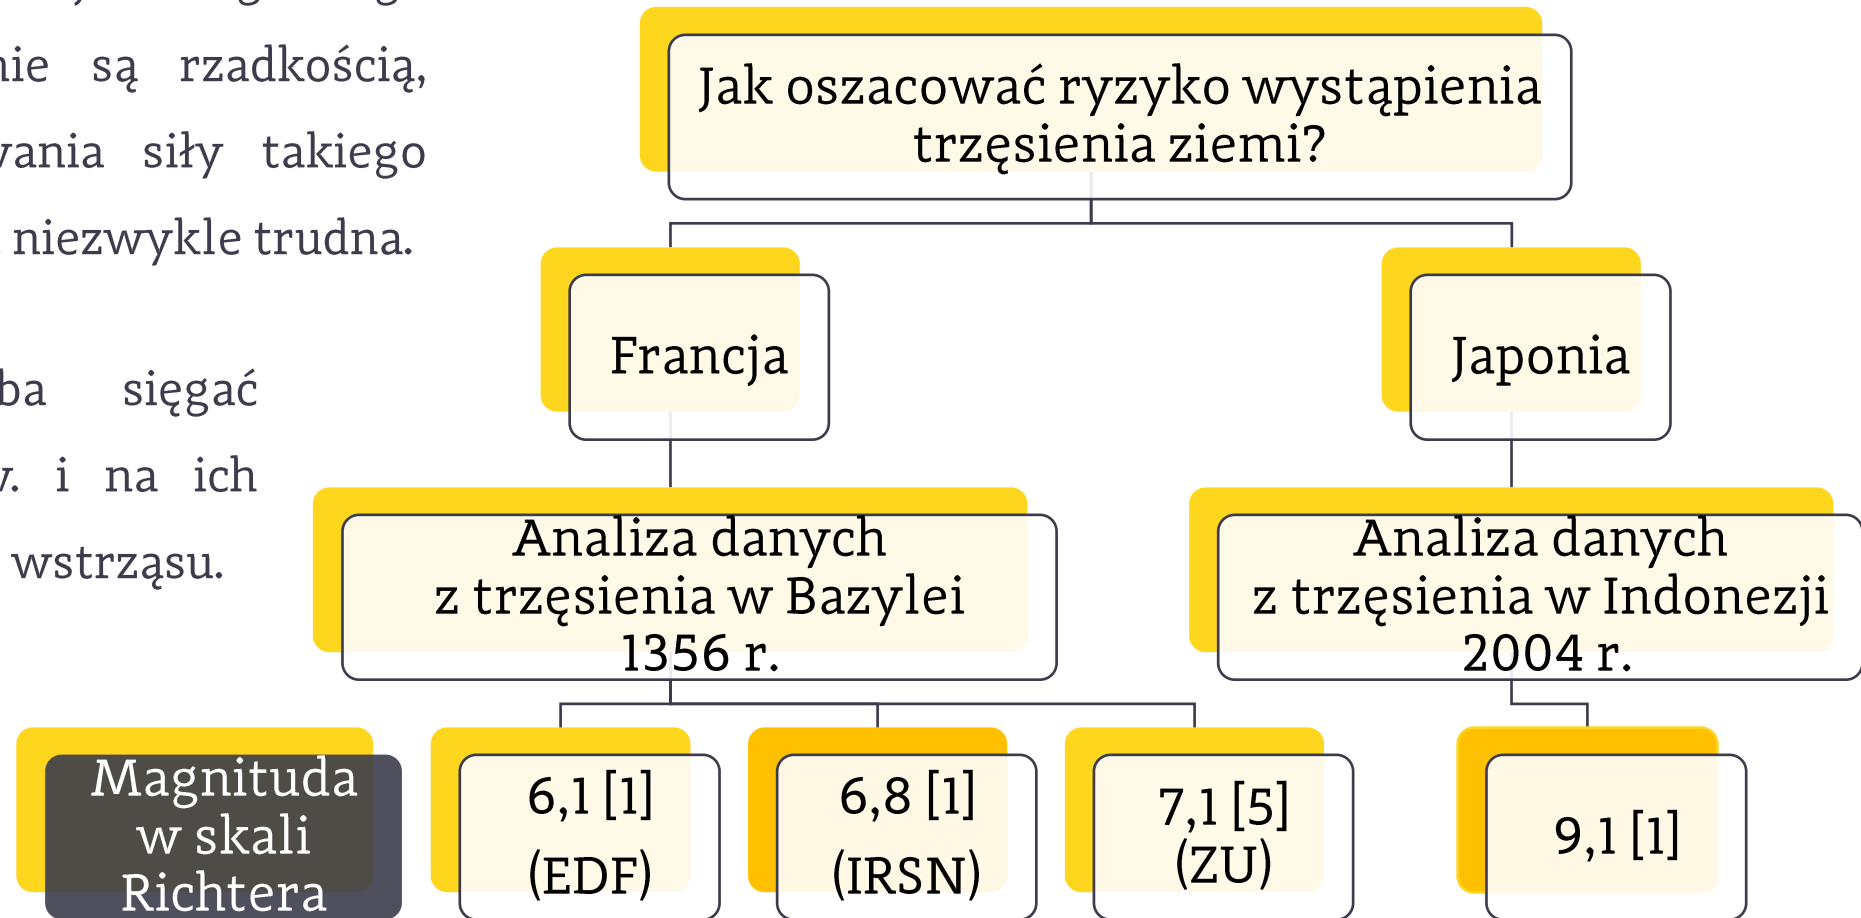 nie są rzadkością,
siły takiego
niezwykle trudna.
sięgać
i na ich
wstrząsu.
Jak oszacować ryzyko wystąpienia
trzęsienia ziemi?
Francja
Japonia
Analiza danych
z trzęsienia w Bazylei
1356 r.
Analiza danych
z trzęsienia w Indonezji
2004 r.
Magnituda
w skali
Richtera
6,1 [1]
(EDF)
6,8 [1]
(IRSN)
7,1 [5]
(ZU)
9,1 [1]